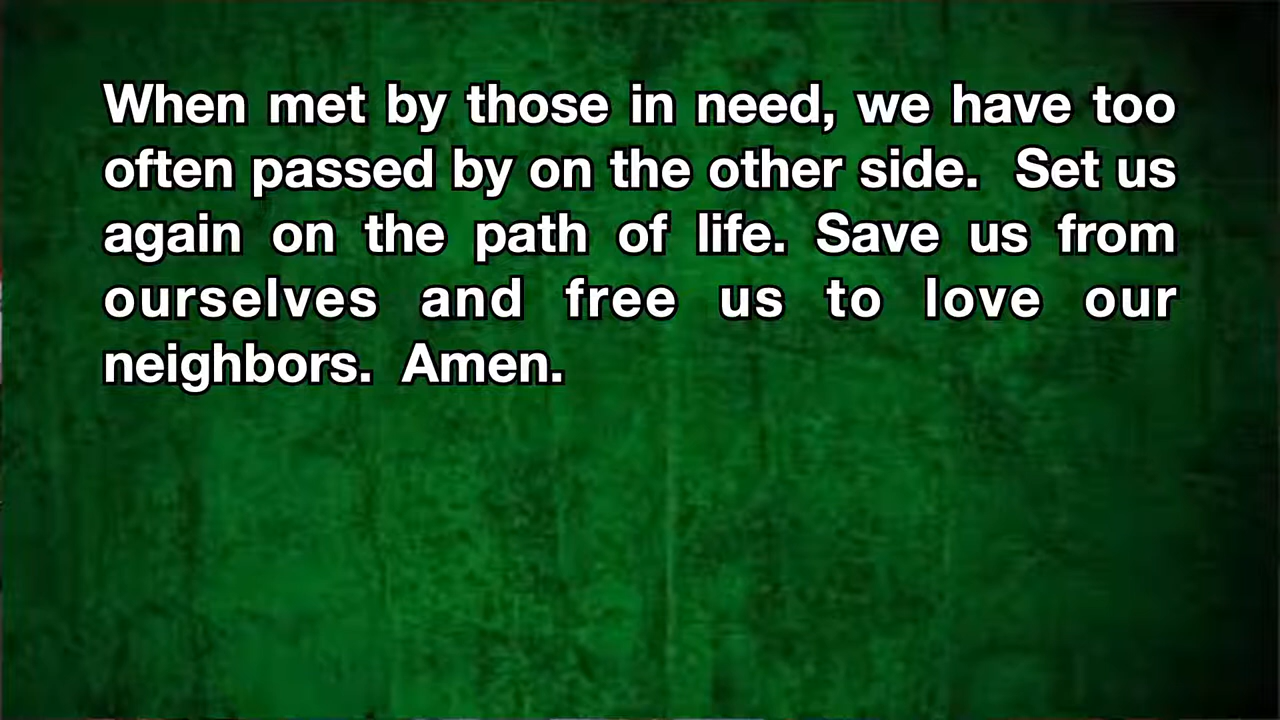 When met by those in need, we have too
often passed by on the other side.  Set us
again on the path of life. Save us from
ourselves and free us to love our
neighbors.  Amen.